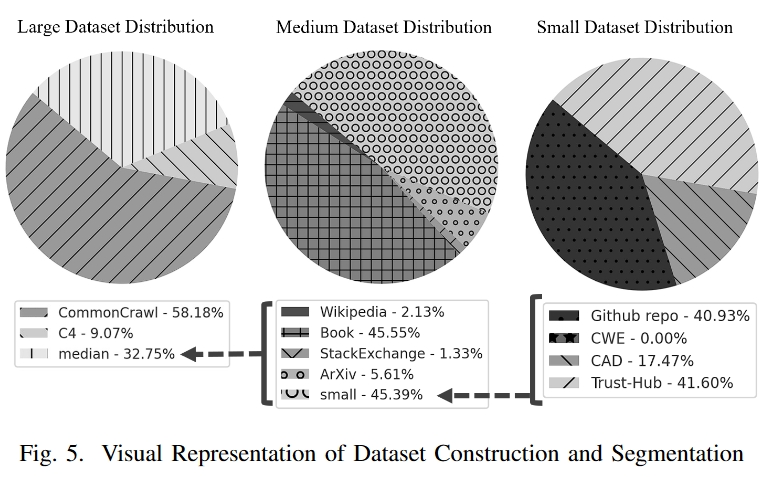 Large Dataset Distribution
Medium Dataset Distribution
Small Dataset Distribution
CommonCrawl - 58.18%
C4 - 9.07%
median - 32.75%
Wikipedia - 2.13%
Book - 45.55%
StackExchange - 1.33%
ArXiv - 5.61%
small - 45.39%
Github repo - 40.93%
CWE - 0.00%
CAD - 17.47%
Trust-Hub - 41.60%
Fig. 5. Visual Representation of Dataset Construction and Segmentation